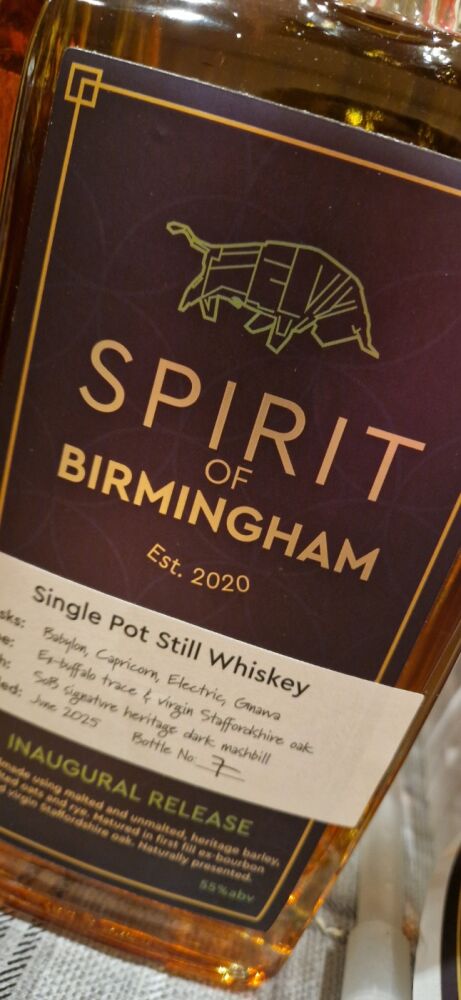 SPIRIT
OF
BIRMINGHAM
Est. 2020
Single Pot Still Whiskey
Babylon, Capricorn, Electric, Gnawa
Ex-buffalo trace & virgin Staffordshire oak
SoB signature heritage dark mashbill
June 2025
Bottle No: 7
INAUGURAL RELEASE
made using malted and unmalted, heritage barley,
oats and rye. Matured in first fill ex-bourbon
virgin Staffordshire oak. Naturally presented.
55%abv